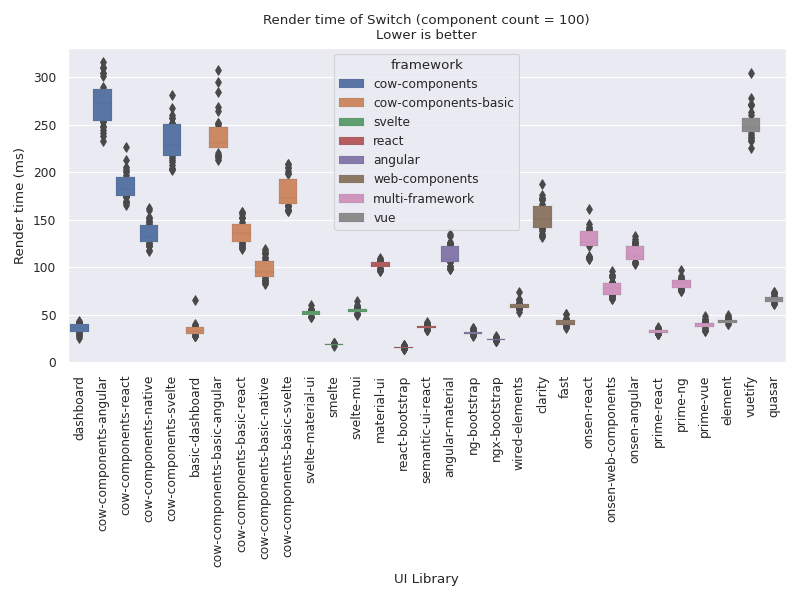 Render time of Switch (component count = 100)
Lower is better
framework
cow-components
cow-components-basic
svelte
react
angular
web-components
multi-framework
vue
Render time (ms)
300
250
200
150
100
50
0
dashboard
cow-components-angular
cow-components-react
cow-components-native
cow-components-svelte
basic-dashboard
cow-components-basic-angular
cow-components-basic-react
cow-components-basic-native
cow-components-basic-svelte
svelte-material-ui
smelte
svelte-mui
material-ui
react-bootstrap
semantic-ui-react
angular-material
ng-bootstrap
ngx-bootstrap
wired-elements
clarity
fast
onsen-react
onsen-web-components
onsen-angular
prime-react
prime-ng
prime-vue
element
vuetify
quasar
UI Library